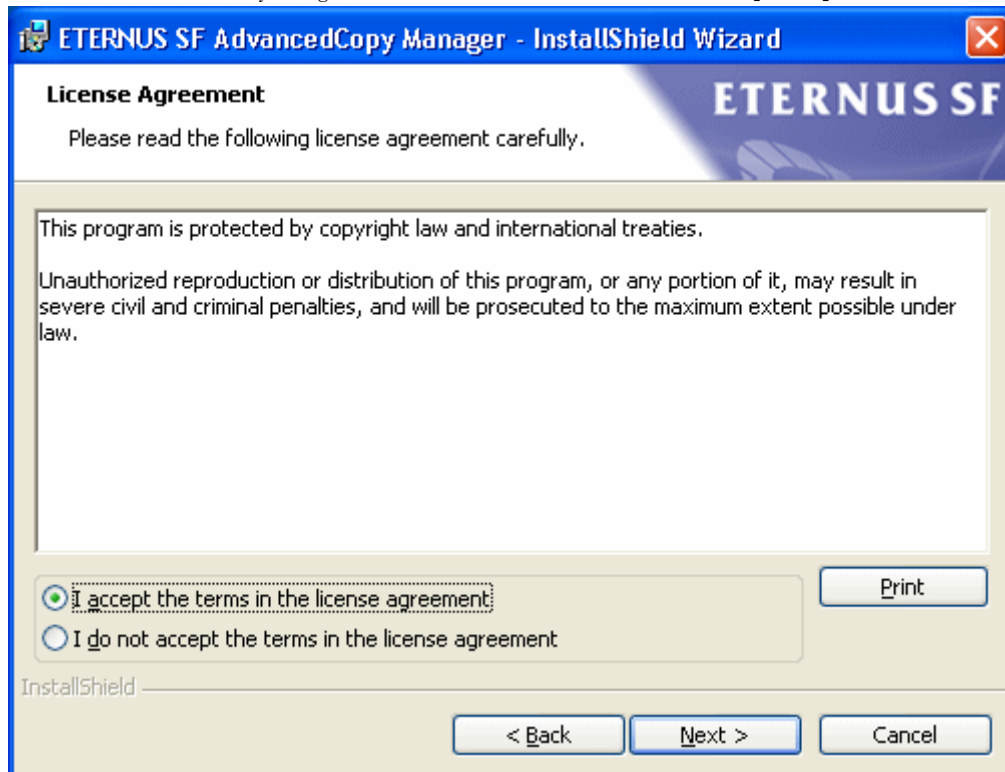 ETERNUS SF AdvancedCopy Manager - InstallShield Wizard
License Agreement
ETERNUS SF
Please read the following license agreement carefully.
This program is protected by copyright law and international treaties.
Unauthorized reproduction or distribution of this program, or any portion of it, may result in
severe civil and criminal penalties, and will be prosecuted to the maximum extent possible under
law.
I accept the terms in the license agreement
Print
I do not accept the terms in the license agreement
InstallShield
< Back
Next >
Cancel